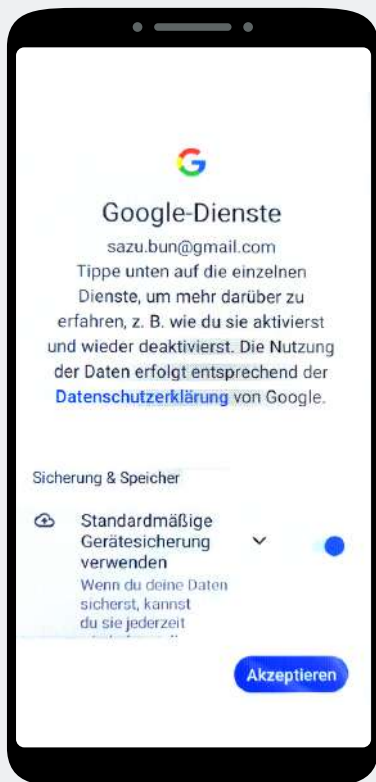 Google-Dienste
sazu.bun@gmail.com
Tippe unten auf die einzelnen
Dienste, um mehr darüber zu
erfahren, z. B. wie du sie aktivierst
und wieder deaktivierst. Die Nutzung
der Daten erfolgt entsprechend der
Datenschutzerklärung von Google.
Sicherung & Speicher
Standardmäßige
Gerätesicherung
verwenden
Wenn du deine Daten
sicherst, kannst
du sie jederzeit
Akzeptieren